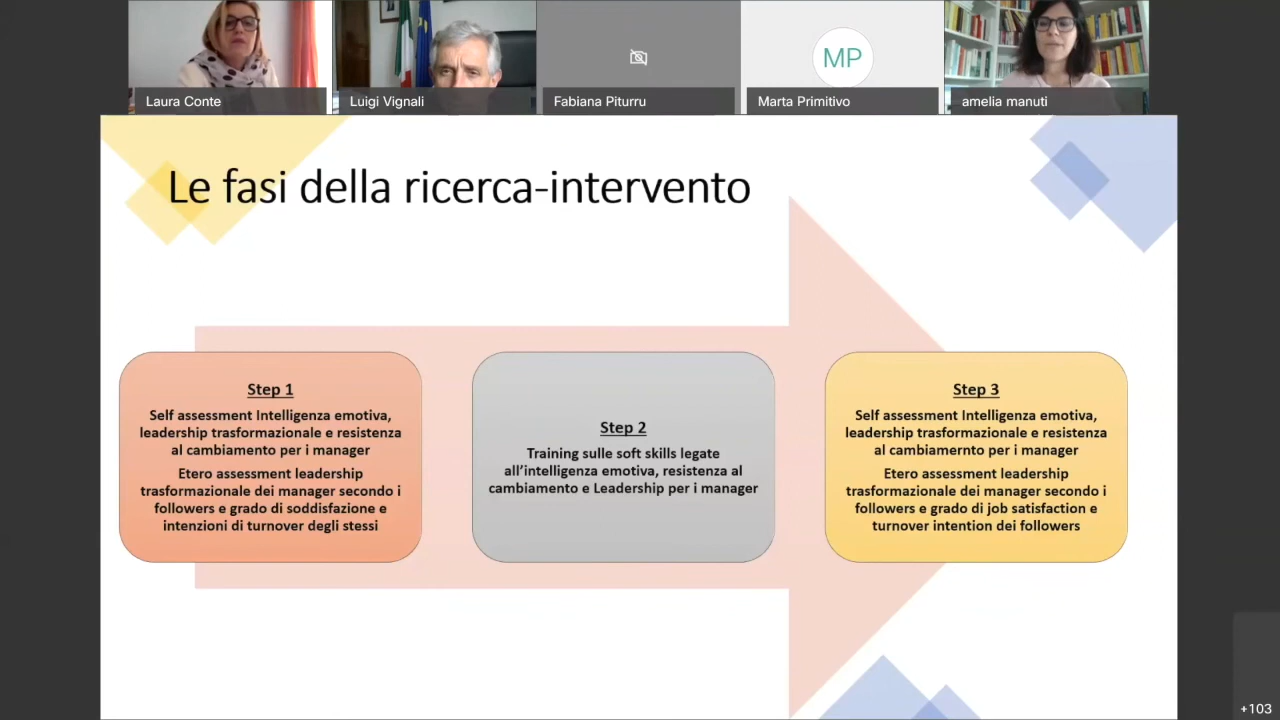 Laura Conte
Luigi Vignali
Fabiana Piturru
MP
Marta Primitivo
amelia manuti
Le fasi della ricerca-intervento
Step 1
Self assessment Intelligenza emotiva,
leadership trasformazionale e resistenza
al cambiamento per i manager
Etero assessment leadership
trasformazionale dei manager secondo i
followers e grado di soddisfazione e
intenzioni di turnover degli stessi
Step 2
Training sulle soft skills legate
all’intelligenza emotiva, resistenza al
cambiamento e Leadership per i manager
Step 3
Self assessment Intelligenza emotiva,
leadership trasformazionale e resistenza
al cambiamernto per i manager
Etero assessment leadership
trasformazionale dei manager secondo i
followers e grado di job satisfaction e
turnover intention dei followers
+103